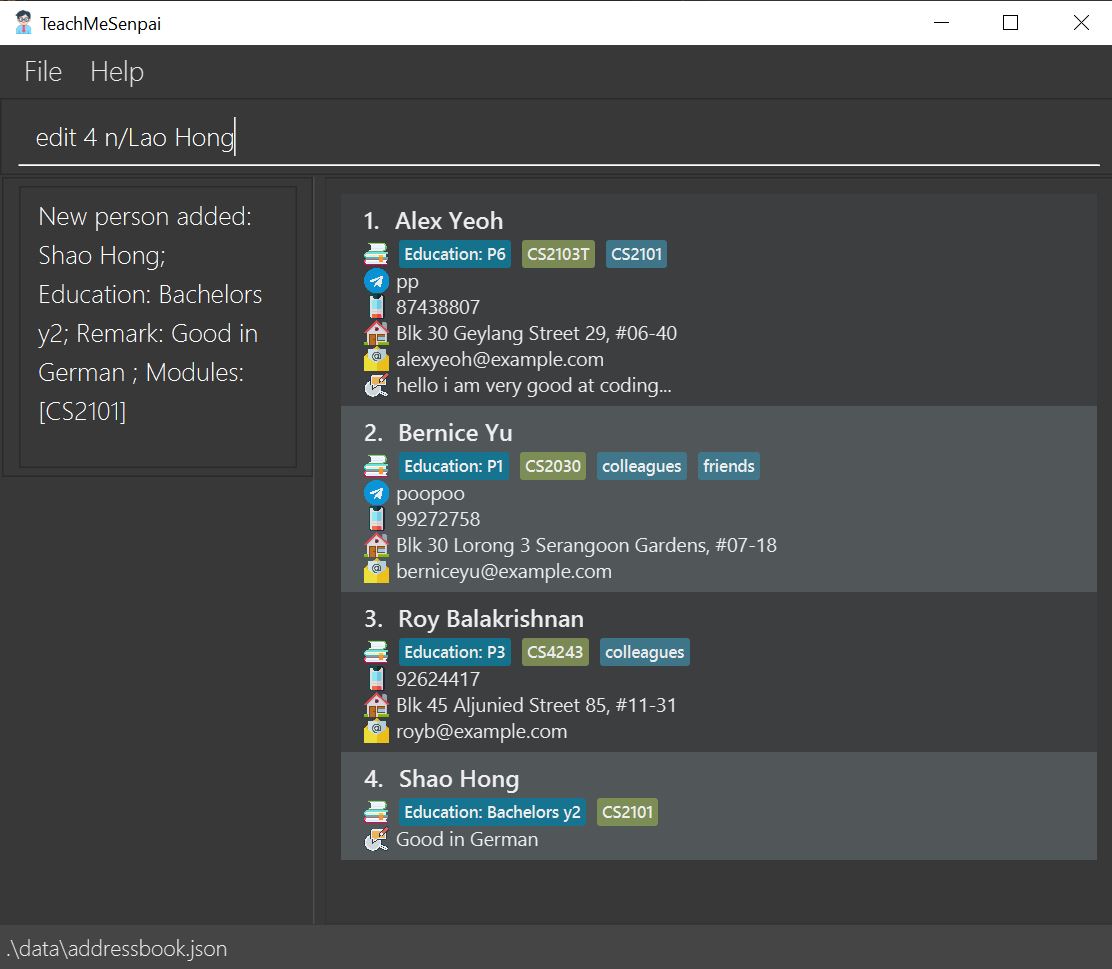 TeachMeSenpai
File Help
edit 4 n/Lao Hong
New person added:
Shao Hong;
Education: Bachelors
y2; Remark: Good in
German ; Modules:
[CS2101]
1. Alex Yeoh
Education: P6 CS2103T CS2101
pp
87438807
Blk 30 Geylang Street 29, #06-40
alexyeoh@example.com
hello i am very good at coding...
2. Bernice Yu
Education: P1 CS2030 colleagues friends
poopoo
99272758
Blk 30 Lorong 3 Serangoon Gardens, #07-18
berniceyu@example.com
3. Roy Balakrishnan
Education: P3 CS4243 colleagues
92624417
Blk 45 Aljunied Street 85, #11-31
royb@example.com
4. Shao Hong
Education: Bachelors y2 CS2101
Good in German
.\data\addressbook.json